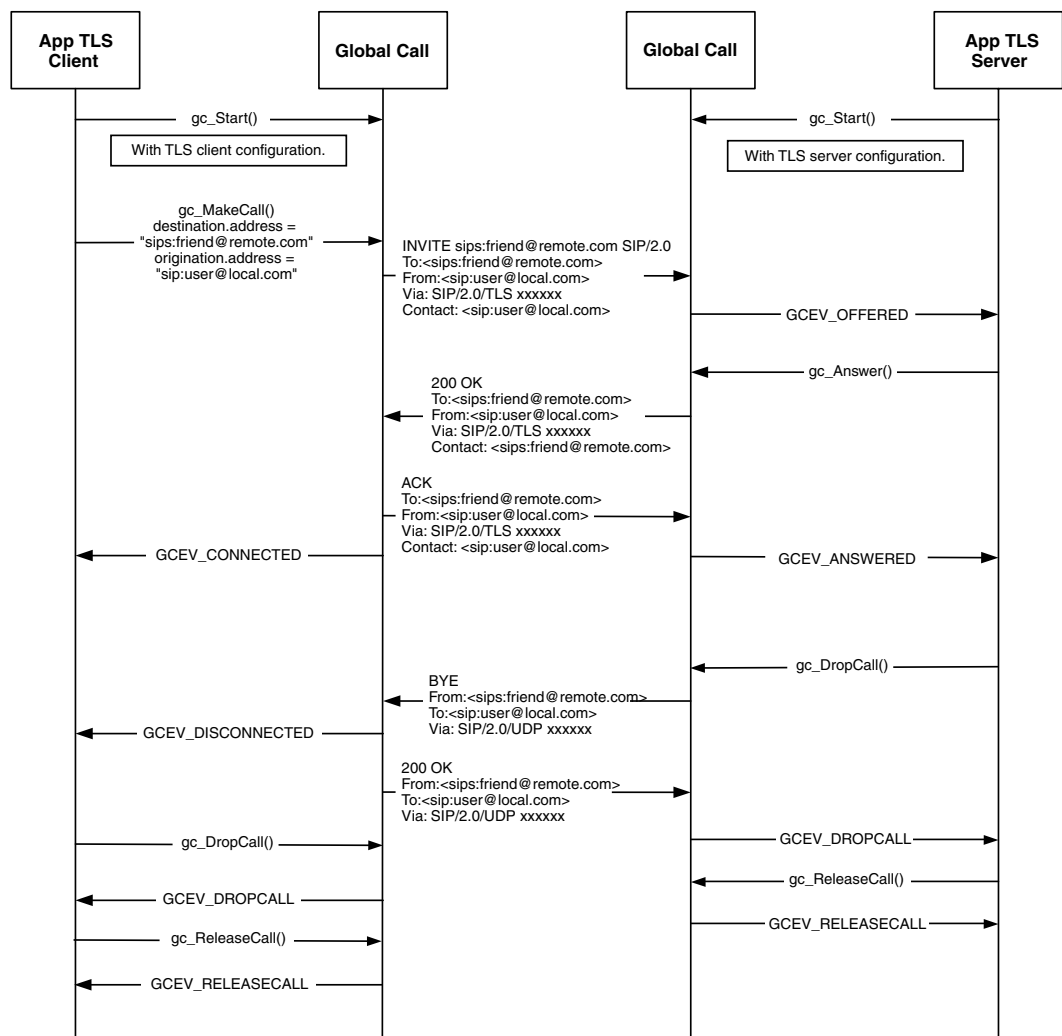 App TLS
Client
Global Call
Global Call
App TLS
Server
gc_Start()
gc_Start()
With TLS client configuration.
With TLS server configuration.
gc_MakeCall()
destination.address =
"sips:friend@remote.com"
origination.address =
"sip:user@local.com"
INVITE sips:friend@remote.com SIP/2.0
To:<sips:friend@remote.com>
From:<sip:user@local.com>
Via: SIP/2.0/TLS xxxxxx
Contact: <sip:user@local.com>
GCEV_OFFERED
gc_Answer()
200 OK
To:<sips:friend@remote.com>
From:<sip:user@local.com>
Via: SIP/2.0/TLS xxxxxx
Contact: <sips:friend@remote.com>
ACK
To:<sips:friend@remote.com>
From:<sip:user@local.com>
Via: SIP/2.0/TLS xxxxxx
Contact: <sip:user@local.com>
GCEV_CONNECTED
GCEV_ANSWERED
gc_DropCall()
BYE
From:<sips:friend@remote.com>
To:<sip:user@local.com>
Via: SIP/2.0/UDP xxxxxx
GCEV_DISCONNECTED
200 OK
From:<sips:friend@remote.com>
To:<sip:user@local.com>
Via: SIP/2.0/UDP xxxxxx
gc_DropCall()
GCEV_DROPCALL
gc_ReleaseCall()
GCEV_DROPCALL
GCEV_RELEASECALL
gc_ReleaseCall()
GCEV_RELEASECALL